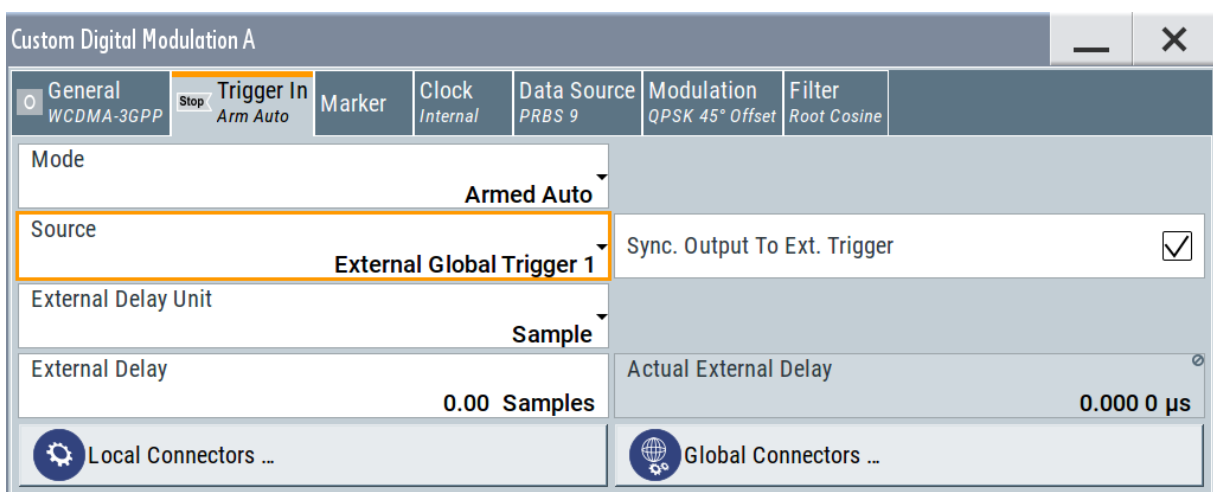 Custom Digital Modulation A
General
WCDMA-3GPP
Stop
Trigger In
Arm Auto
Marker
Clock
Internal
Data Source
PRBS 9
Modulation
QPSK 45° Offset
Filter
Root Cosine
Mode
Armed Auto
Source
External Global Trigger 1
Sync. Output To Ext. Trigger
External Delay Unit
Sample
External Delay
0.00 Samples
Actual External Delay
0.000 0 µs
Local Connectors ...
Global Connectors ...